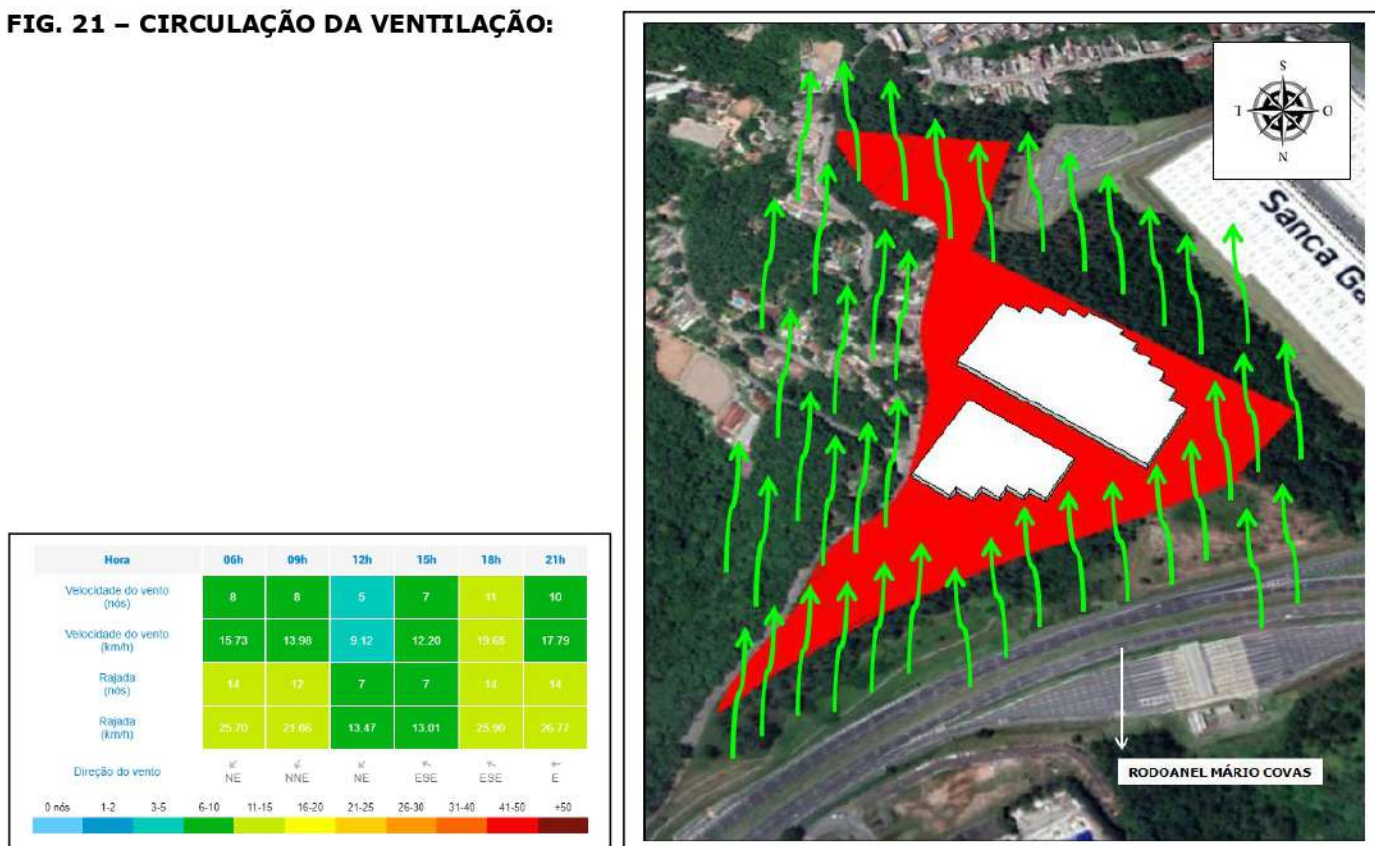 FIG. 21 – CIRCULAÇÃO DA VENTILAÇÃO:
Hora 06h 09h 12h 15h 18h 21h
Velocidade do vento
(nós) 8 8 5 7 11 10
Velocidade do vento
(km/h) 15.73 13.98 9.12 12.20 19.65 17.79
Rajada
(nós) 14 12 7 7 14 14
Rajada
(km/h) 25.70 21.66 13.47 13.01 25.90 26.77
Direção do vento NE NNE NE ESE ESE E
0 nós 1-2 3-5 6-10 11-15 16-20 21-25 26-30 31-40 41-50 +50
S
L O
N
Sanca Ga
RODOANEL MÁRIO COVAS